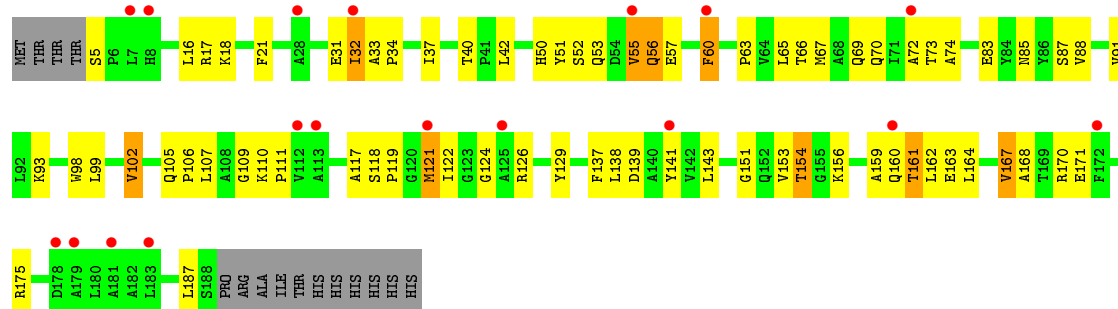 MET THR THR THR S5 P6 L7 H8 L16 R17 K18 F21 A28 E31 I32 A33 P34 I37 T40 P41 L42 H50 Y51 S52 Q53 D54 V55 Q56 E57 F60 P63 V64 L65 T66 M67 A68 Q69 Q70 I71 A72 T73 A74 E83 Y84 N85 Y86 S87 V88 V91
L92 K93 W98 L99 V102 Q105 P106 L107 A108 G109 K110 P111 V112 A113 A117 S118 P119 G120 M121 I122 G123 G124 A125 R126 Y129 F137 L138 D139 A140 Y141 V142 L143 G151 Q152 V153 T154 G155 K156 A159 Q160 T161 L162 E163 L164 V167 A168 T169 R170 E171 F172
R175 D178 A179 L180 A181 A182 L183 L187 S188 PRO ARG ALA ILE THR HIS HIS HIS HIS HIS HIS